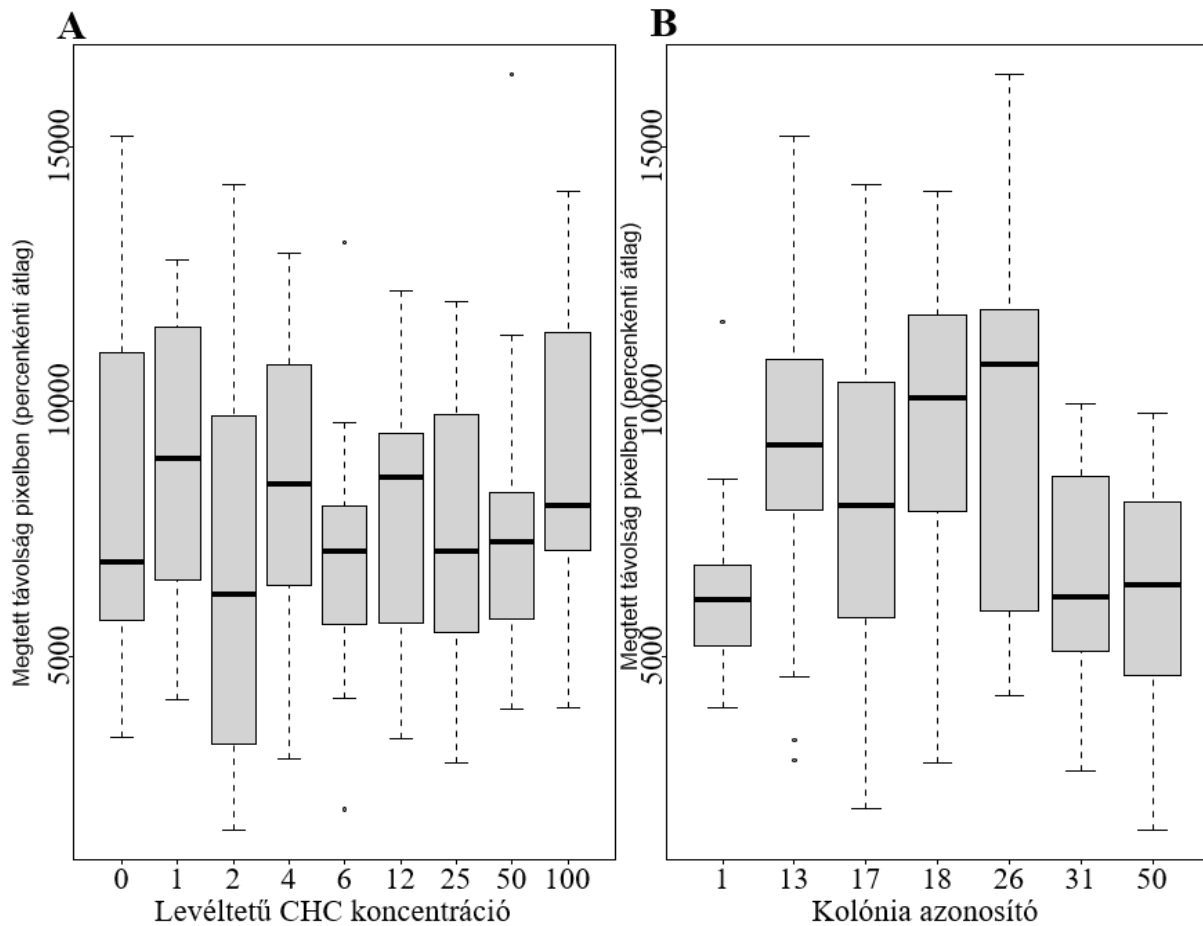 A
B
Megtett távolság pixelben (percenkénti átlag)
15000
10000
5000
0 1 2 4 6 12 25 50 100
Levéltetű CHC koncentráció
Megtett távolság pixelben (percenkénti átlag)
15000
10000
5000
1 13 17 18 26 31 50
Kolónia azonosító